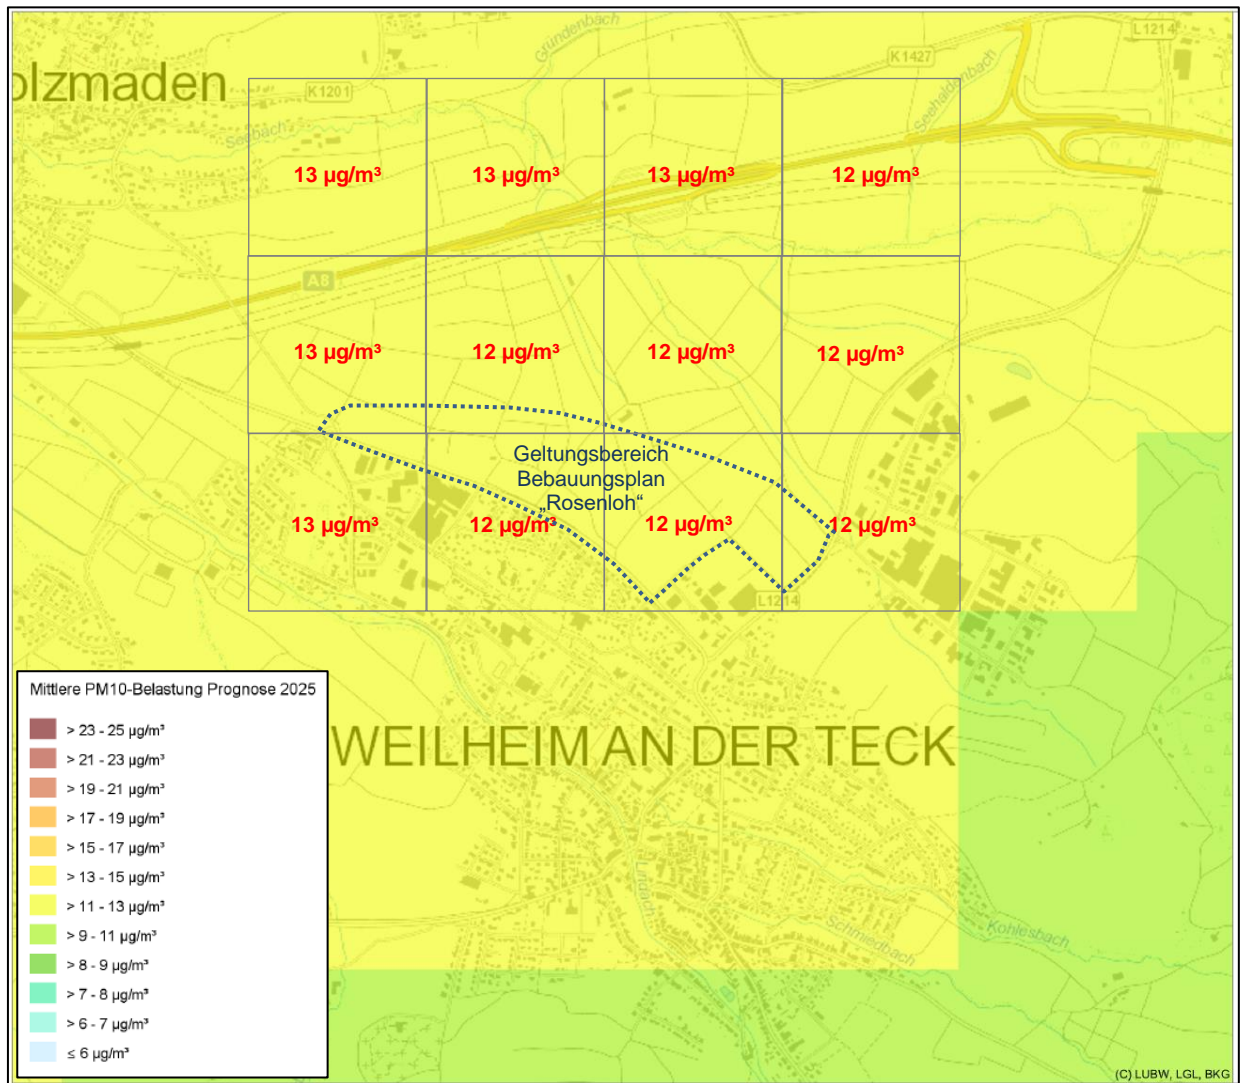 L1214
Gründenbach
K1427
olzmaden
K1201
Seehaldenbach
Seebach
13 µg/m³
13 µg/m³
13 µg/m³
12 µg/m³
A8
13 µg/m³
12 µg/m³
12 µg/m³
12 µg/m³
Geltungsbereich
Bebauungsplan
„Rosenloh“
13 µg/m³
12 µg/m³
12 µg/m³
12 µg/m³
L1214
Mittlere PM10-Belastung Prognose 2025
> 23 - 25 µg/m³
> 21 - 23 µg/m³
> 19 - 21 µg/m³
> 17 - 19 µg/m³
> 15 - 17 µg/m³
> 13 - 15 µg/m³
> 11 - 13 µg/m³
> 9 - 11 µg/m³
> 8 - 9 µg/m³
> 7 - 8 µg/m³
> 6 - 7 µg/m³
≤ 6 µg/m³
WEILHEIM AN DER TECK
Lindach
Schmiedbach
Kohlesbach
(C) LUBW, LGL, BKG